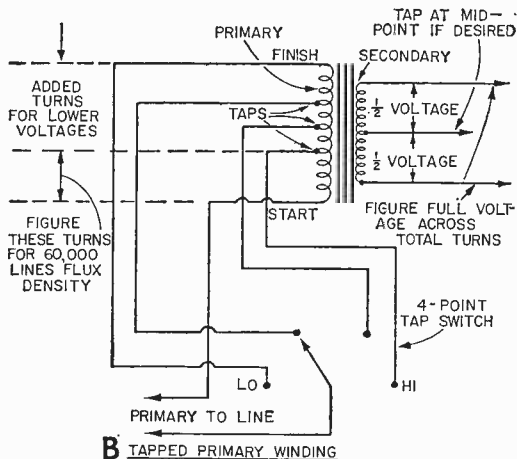 TAP AT MID-
POINT IF DESIRED
PRIMARY
FINISH
SECONDARY
ADDED
TURNS
FOR LOWER
VOLTAGES
TAPS
1/2 VOLTAGE
1/2 VOLTAGE
START
FIGURE
THESE TURNS
FOR 60,000
LINES FLUX
DENSITY
FIGURE FULL VOLT-
AGE ACROSS
TOTAL TURNS
4-POINT
TAP SWITCH
LO
HI
PRIMARY TO LINE
B TAPPED PRIMARY WINDING